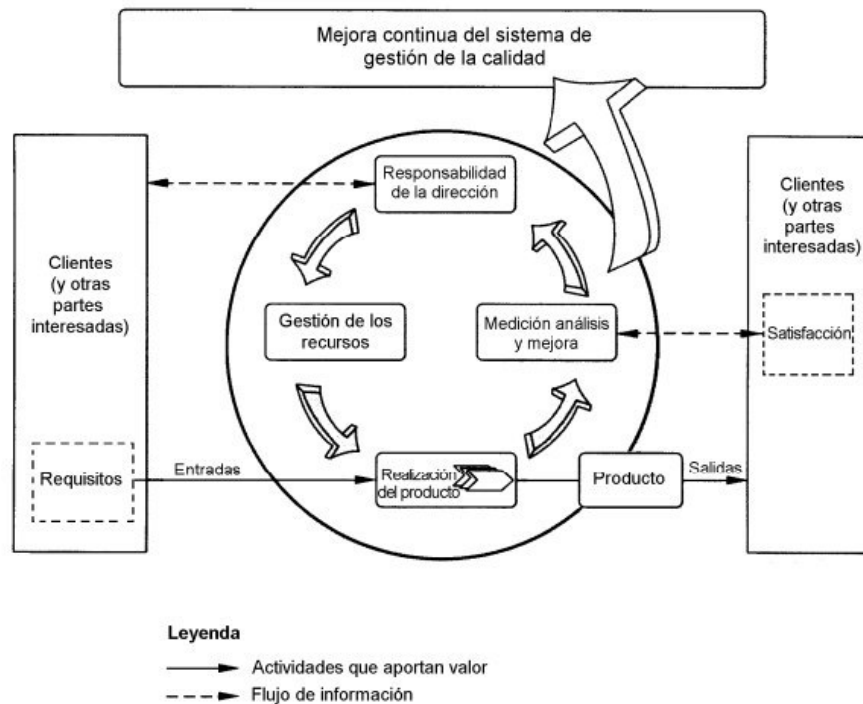 Mejora continua del sistema de
gestión de la calidad
Responsabilidad
de la dirección
Clientes
(y otras
partes
interesadas)
Clientes
(y otras
partes
interesadas)
Gestión de los
recursos
Medición análisis
y mejora
Satisfacción
Requisitos
Entradas
Realización
del producto
Producto
Salidas
Leyenda
Actividades que aportan valor
Flujo de información